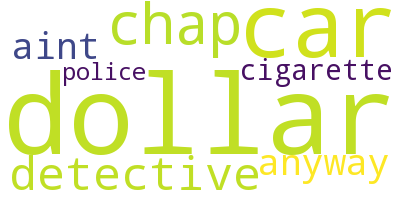 chap car
aint
police cigarette
dollar
detective anyway